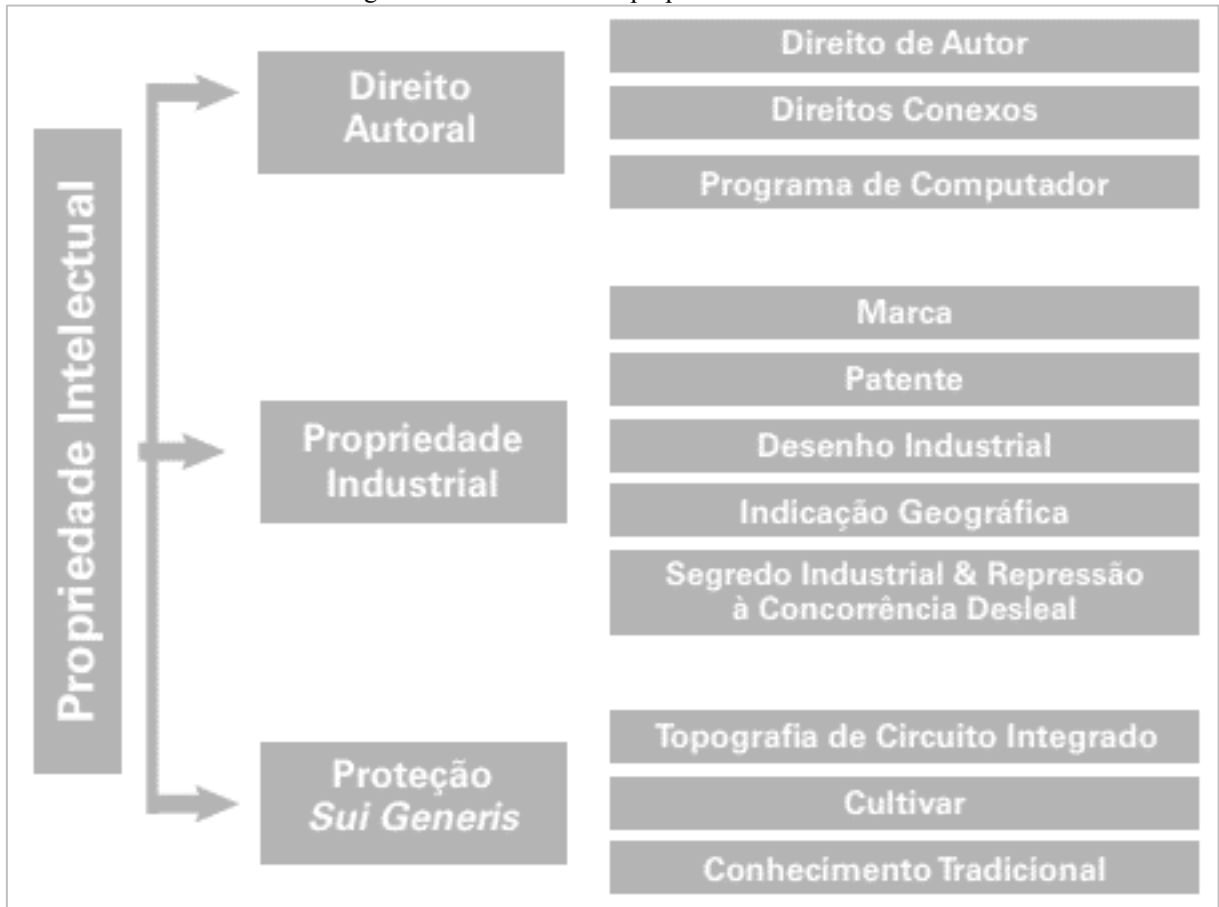 Propriedade Intelectual
Direito
Autoral
Direito de Autor
Direitos Conexos
Programa de Computador
Propriedade
Industrial
Marca
Patente
Desenho Industrial
Indicação Geográfica
Segredo Industrial & Repressão
à Concorrência Desleal
Proteção
Sui Generis
Topografia de Circuito Integrado
Cultivar
Conhecimento Tradicional